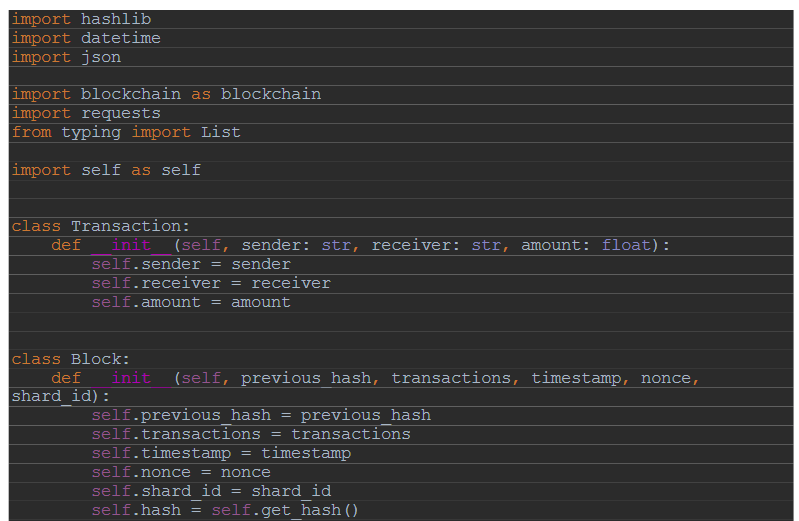 import hashlib
import datetime
import json
import blockchain as blockchain
import requests
from typing import List
import self as self
class Transaction:
    def __init__(self, sender: str, receiver: str, amount: float):
        self.sender = sender
        self.receiver = receiver
        self.amount = amount
class Block:
    def __init__(self, previous_hash, transactions, timestamp, nonce,
shard_id):
        self.previous_hash = previous_hash
        self.transactions = transactions
        self.timestamp = timestamp
        self.nonce = nonce
        self.shard_id = shard_id
        self.hash = self.get_hash()